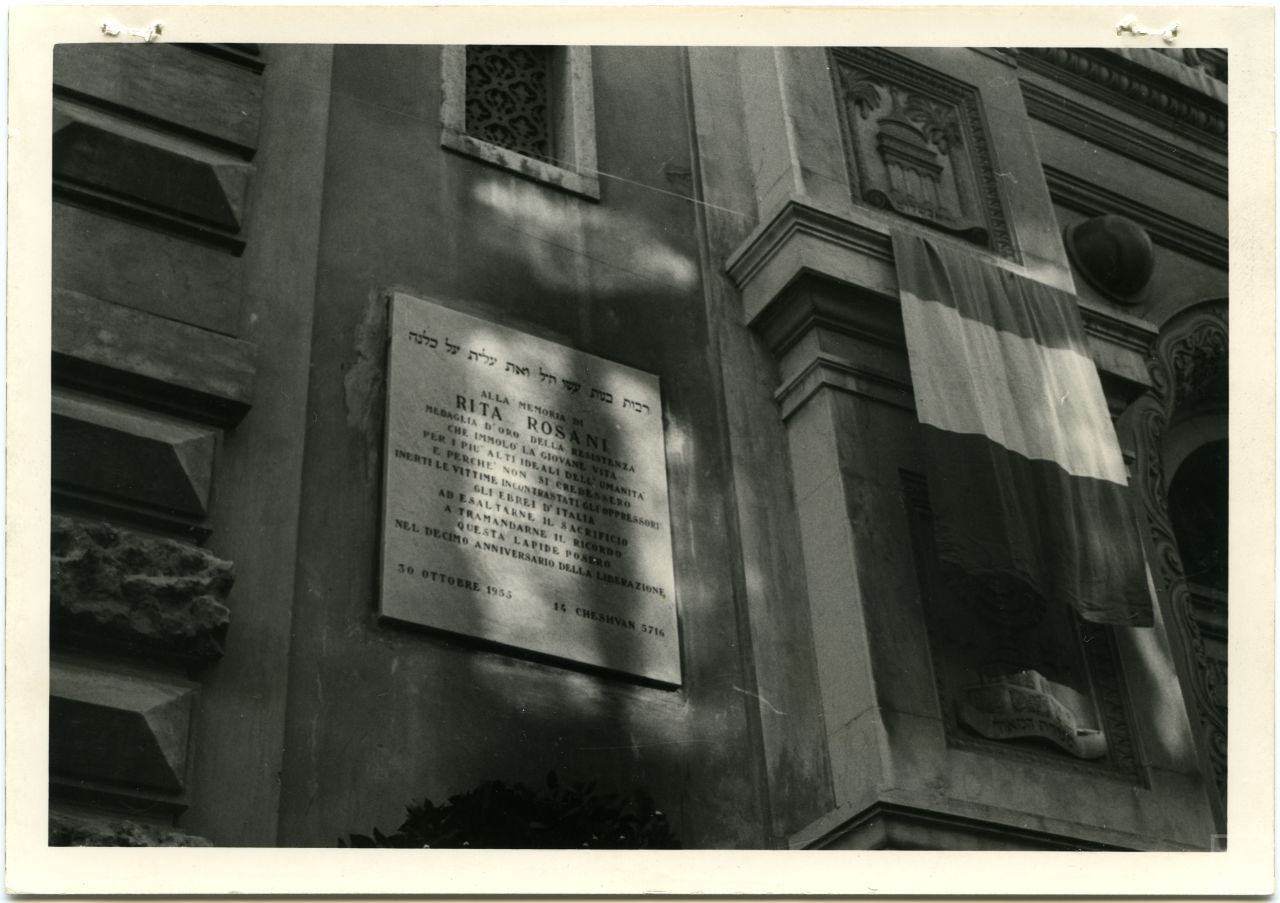 רבות בנות עשו חיל ואת עלית על כלנה
ALLA MEMORIA DI
RITA ROSANI
MEDAGLIA D'ORO DELLA RESISTENZA
CHE IMMOLÒ LA GIOVANE VITA
PER I PIU' ALTI IDEALI DELL'UMANITA'
E PERCHE' NON SI CREDESSERO
INERTI LE VITTIME INCONTRASTATI GLI OPPRESSORI
GLI EBREI D'ITALIA
AD ESALTARNE IL SACRIFICIO
A TRAMANDARNE IL RICORDO
QUESTA LAPIDE POSERO
NEL DECIMO ANNIVERSARIO DELLA LIBERAZIONE
30 OTTOBRE 1955 14 CHESHVAN 5716